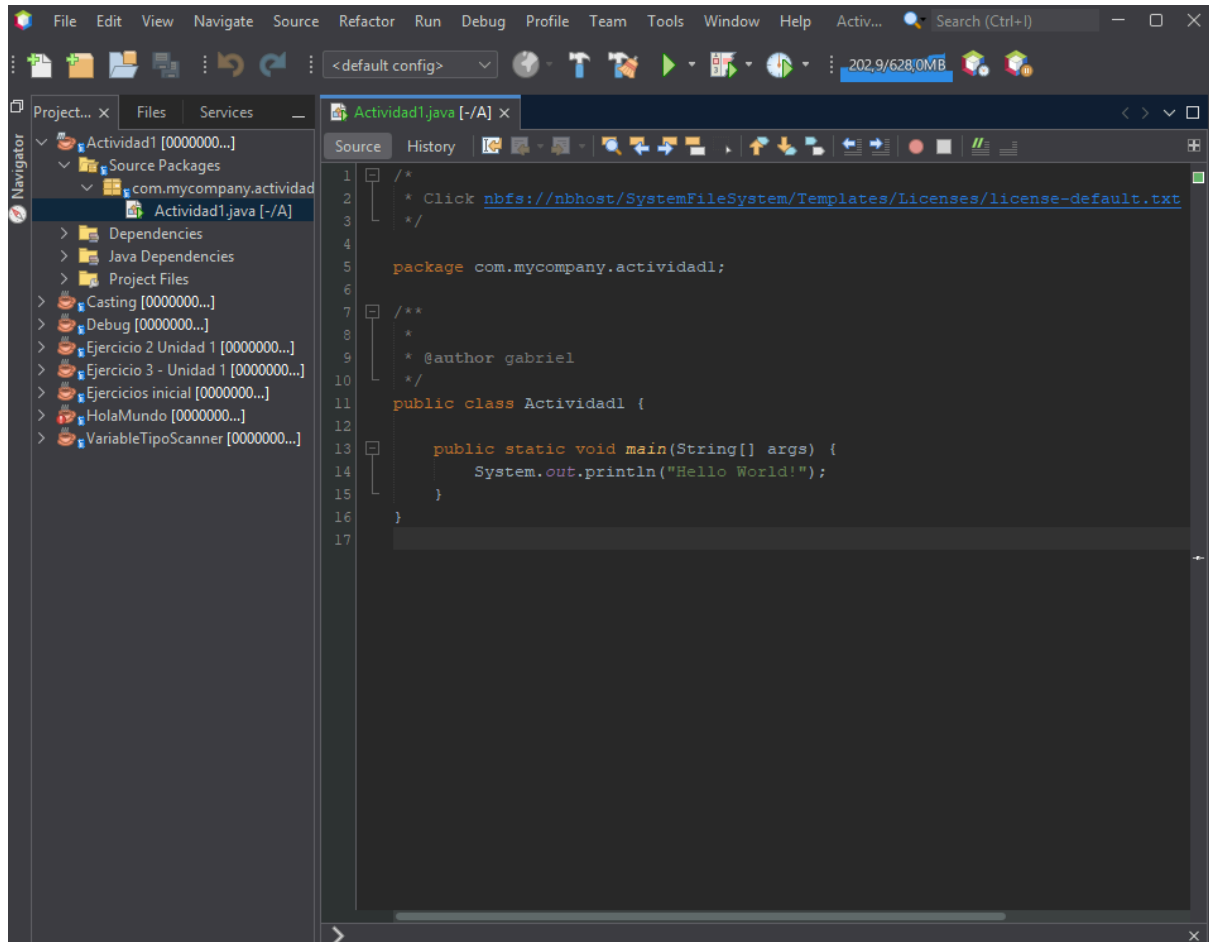 File Edit View Navigate Source Refactor Run Debug Profile Team Tools Window Help Activ... Search (Ctrl+I)
<default config> 202,9/628,0MB
Project... Files Services
Navigator
Actividad1 [0000000...]
Source Packages
com.mycompany.actividad
Actividad1.java [-/A]
Dependencies
Java Dependencies
Project Files
Casting [0000000...]
Debug [0000000...]
Ejercicio 2 Unidad 1 [0000000...]
Ejercicio 3 - Unidad 1 [0000000...]
Ejercicios inicial [0000000...]
HolaMundo [0000000...]
VariableTipoScanner [0000000...]
Actividad1.java [-/A]
Source History
1 /*
2 * Click nbfs://nbhost/SystemFileSystem/Templates/Licenses/license-default.txt
3 */
4
5 package com.mycompany.actividad1;
6
7 /**
8 *
9 * @author gabriel
10 */
11 public class Actividad1 {
12
13 public static void main(String[] args) {
14 System.out.println("Hello World!");
15 }
16 }
17